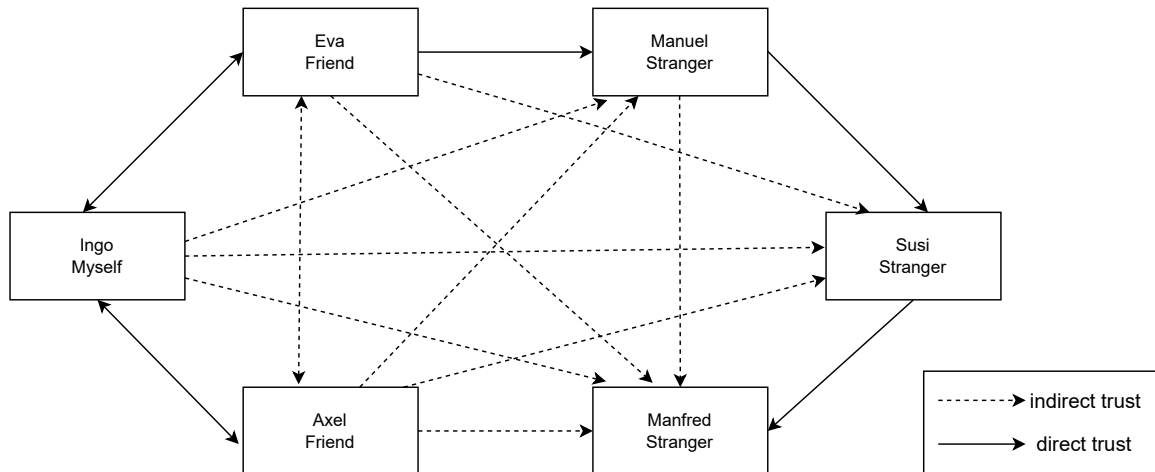 Eva
Friend
Manuel
Stranger
Ingo
Myself
Susi
Stranger
Axel
Friend
Manfred
Stranger
indirect trust
direct trust